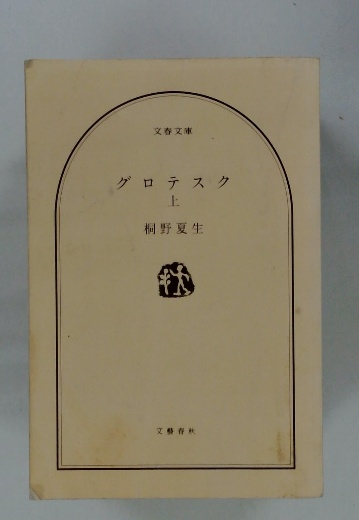 文春文庫
グロテスク
上
桐野夏生
文藝春秋